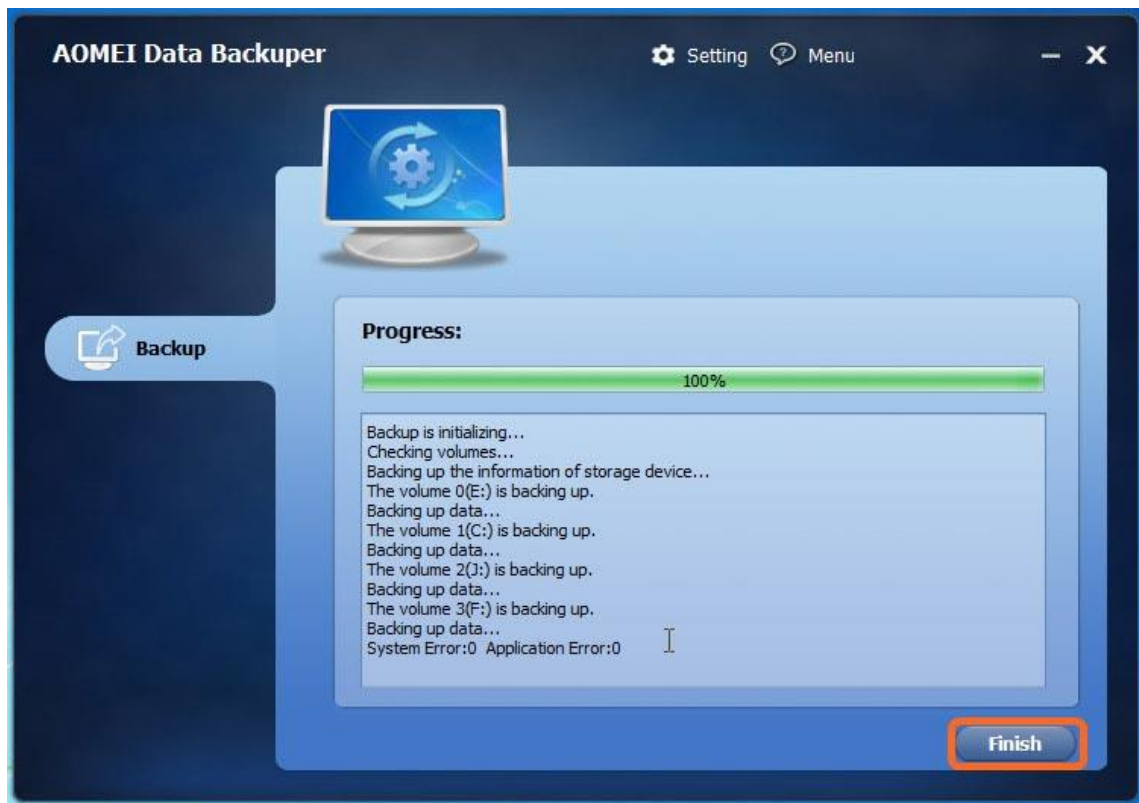 AOMEI Data Backuper
Setting
Menu
Backup
Progress:
100%
Backup is initializing...
Checking volumes...
Backing up the information of storage device...
The volume 0(E:) is backing up.
Backing up data...
The volume 1(C:) is backing up.
Backing up data...
The volume 2(J:) is backing up.
Backing up data...
The volume 3(F:) is backing up.
Backing up data...
System Error:0 Application Error:0
Finish